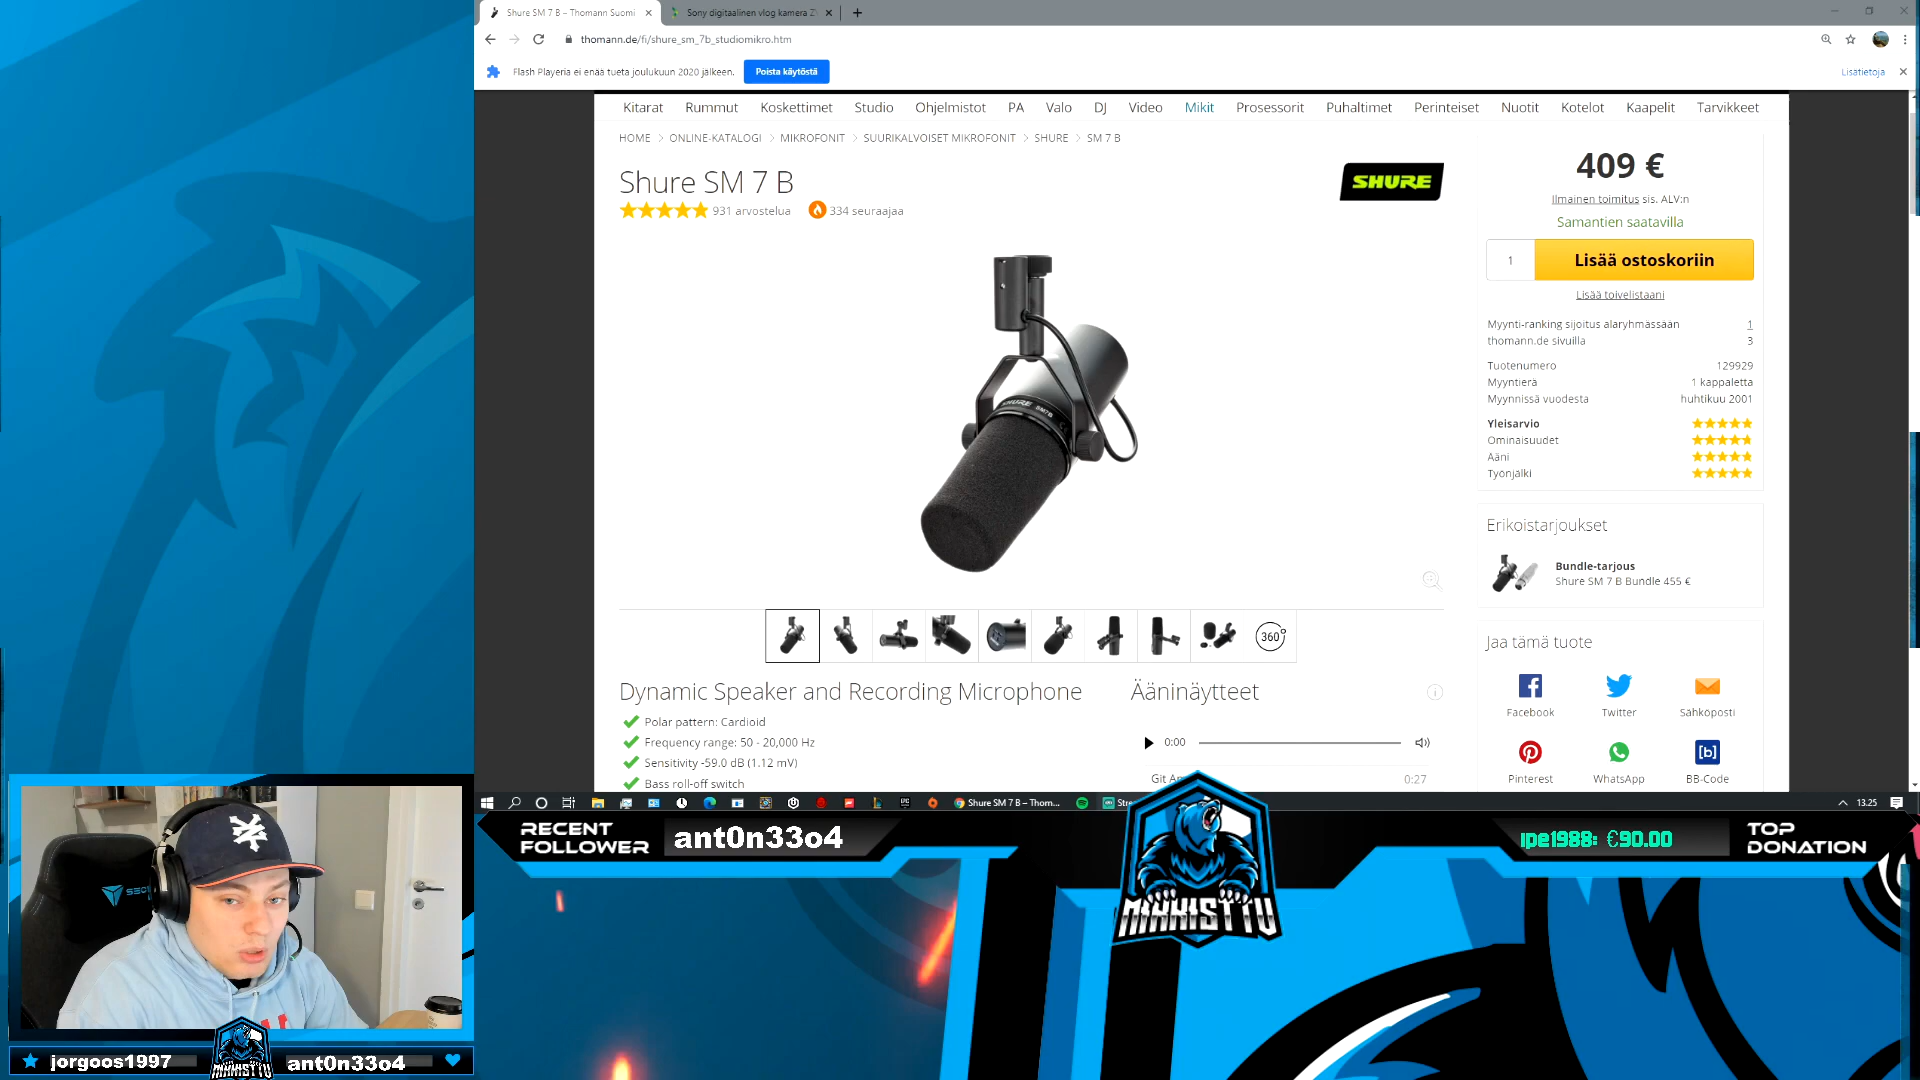 Shure SM 7 B – Thomann Suomi
Sony digitaalinen vlog kamera Z
thomann.de/fi/shure_sm_7b_studiomikro.htm
Flash Playeria ei enää tueta joulukuun 2020 jälkeen.
Poista käytöstä
Lisätietoja
Kitarat Rummut Koskettimet Studio Ohjelmistot PA Valo DJ Video Mikit Prosessorit Puhaltimet Perinteiset Nuotit Kotelot Kaapelit Tarvikkeet
HOME > ONLINE-KATALOGI > MIKROFONIT > SUURIKALVOISET MIKROFONIT > SHURE > SM 7 B
Shure SM 7 B
931 arvostelua
334 seuraajaa
SHURE
409 €
Ilmainen toimitus sis. ALV:n
Samantien saatavilla
1
Lisää ostoskoriin
Lisää toivelistaani
Myynti-ranking sijoitus alaryhmässään 1
thomann.de sivuilla 3
Tuotenumero 129929
Myyntierä 1 kappaletta
Myynnissä vuodesta huhtikuu 2001
Yleisarvio
Ominaisuudet
Ääni
Työnjälki
SHURE SM7B
Erikoistarjoukset
Bundle-tarjous
Shure SM 7 B Bundle 455 €
360°
Jaa tämä tuote
Facebook Twitter Sähköposti
Pinterest WhatsApp BB-Code
[b]
Dynamic Speaker and Recording Microphone
Polar pattern: Cardioid
Frequency range: 50 - 20,000 Hz
Sensitivity -59.0 dB (1.12 mV)
Bass roll-off switch
Ääninäytteet
0:00
0:27
Shure SM 7 B – Thom...
13.25
RECENT
FOLLOWER
ant0n33o4
ipe1988: €90.00
TOP
DONATION
MIKKISTTV
jorgoos1997
ant0n33o4
MIKKISTTV